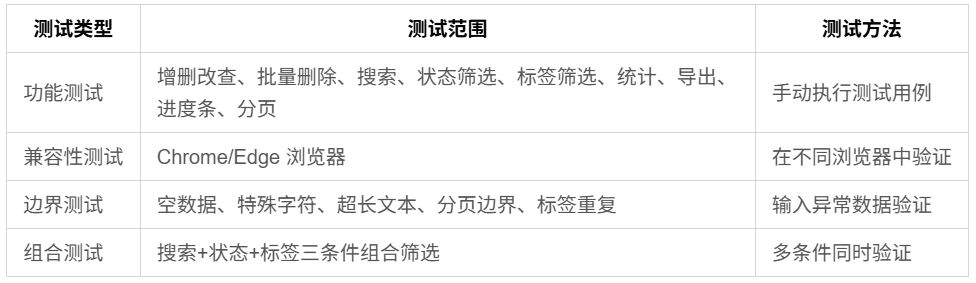 测试类型 测试范围 测试方法
功能测试 增删改查、批量删除、搜索、状态筛选、标签筛选、统计、导出、
进度条、分页 手动执行测试用例
兼容性测试 Chrome/Edge 浏览器 在不同浏览器中验证
边界测试 空数据、特殊字符、超长文本、分页边界、标签重复 输入异常数据验证
组合测试 搜索+状态+标签三条件组合筛选 多条件同时验证